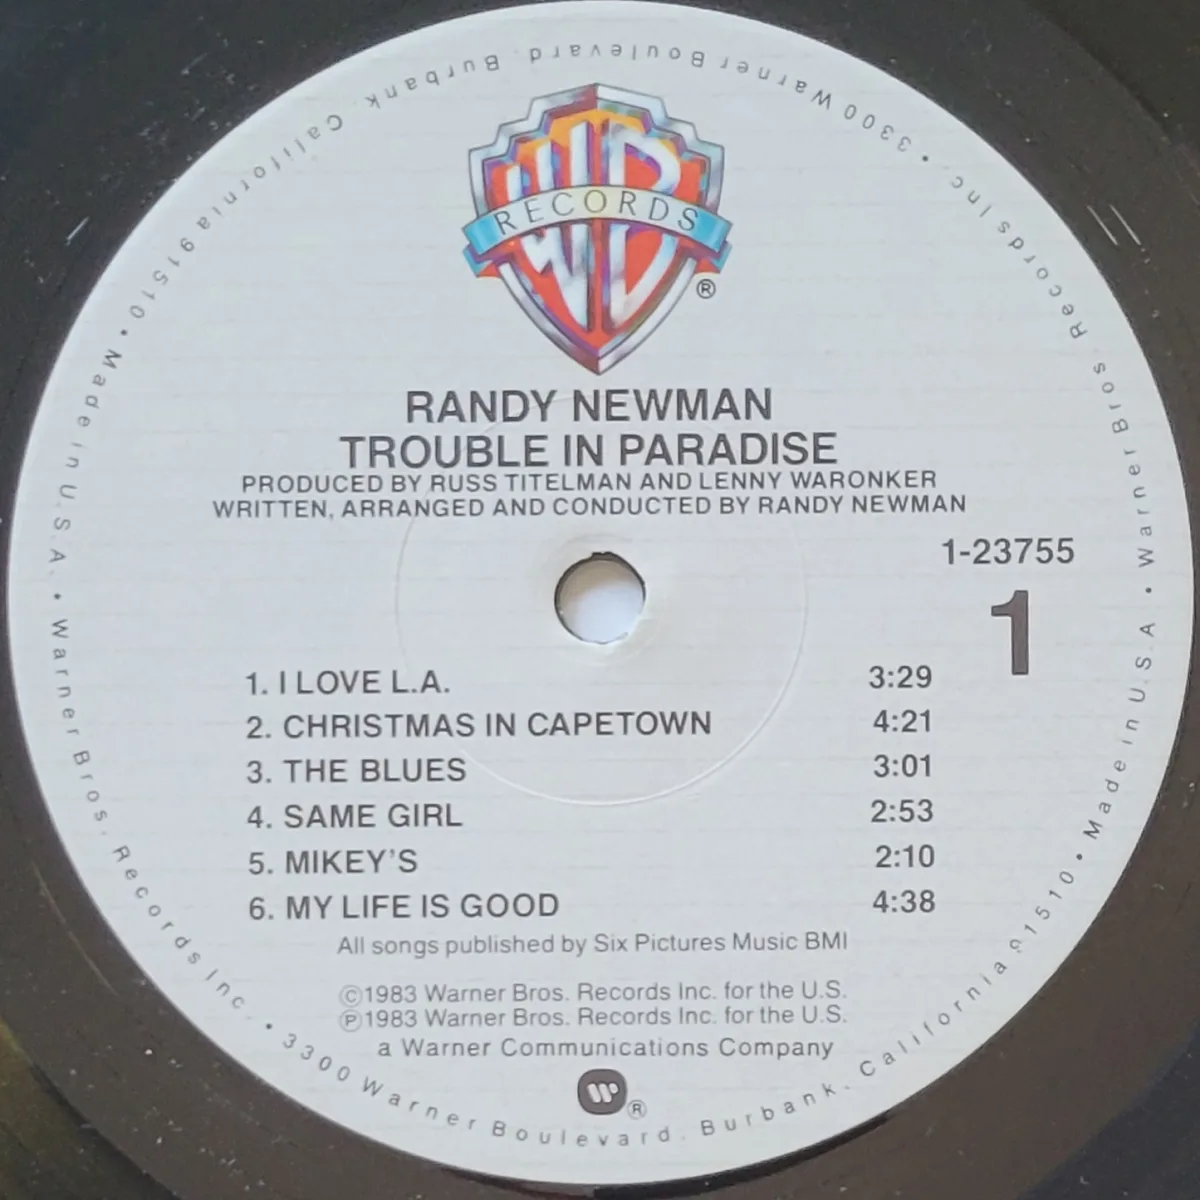 WB
RECORDS
®
RANDY NEWMAN
TROUBLE IN PARADISE
PRODUCED BY RUSS TITELMAN AND LENNY WARONKER
WRITTEN, ARRANGED AND CONDUCTED BY RANDY NEWMAN
1-23755
1
1. I LOVE L.A. 3:29
2. CHRISTMAS IN CAPETOWN 4:21
3. THE BLUES 3:01
4. SAME GIRL 2:53
5. MIKEY'S 2:10
6. MY LIFE IS GOOD 4:38
All songs published by Six Pictures Music BMI
©1983 Warner Bros. Records Inc. for the U.S.
℗1983 Warner Bros. Records Inc. for the U.S.
a Warner Communications Company
W®
Warner Bros. Records Inc. • 3300 Warner Boulevard, Burbank, California 91510 • Made in U.S.A. •
Warner Bros. Records Inc. • 3300 Warner Boulevard, Burbank, California 91510 • Made in U.S.A. •